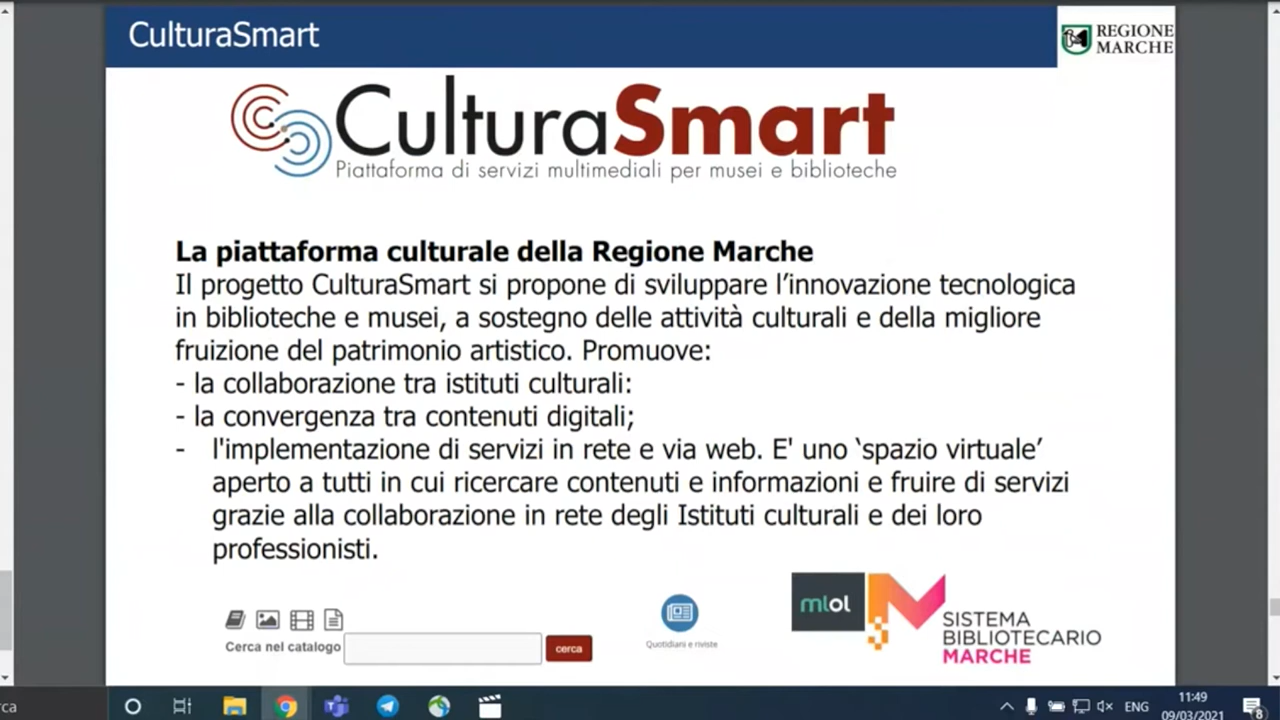 CulturaSmart
REGIONE
MARCHE
CulturaSmart
Piattaforma di servizi multimediali per musei e biblioteche
La piattaforma culturale della Regione Marche
Il progetto CulturaSmart si propone di sviluppare l’innovazione tecnologica
in biblioteche e musei, a sostegno delle attività culturali e della migliore
fruizione del patrimonio artistico. Promuove:
- la collaborazione tra istituti culturali:
- la convergenza tra contenuti digitali;
- l'implementazione di servizi in rete e via web. E' uno ‘spazio virtuale’
aperto a tutti in cui ricercare contenuti e informazioni e fruire di servizi
grazie alla collaborazione in rete degli Istituti culturali e dei loro
professionisti.
Cerca nel catalogo
cerca
Quotidiani e riviste
mlol
SISTEMA
BIBLIOTECARIO
MARCHE
rca
ENG
11:49
09/03/2021
8